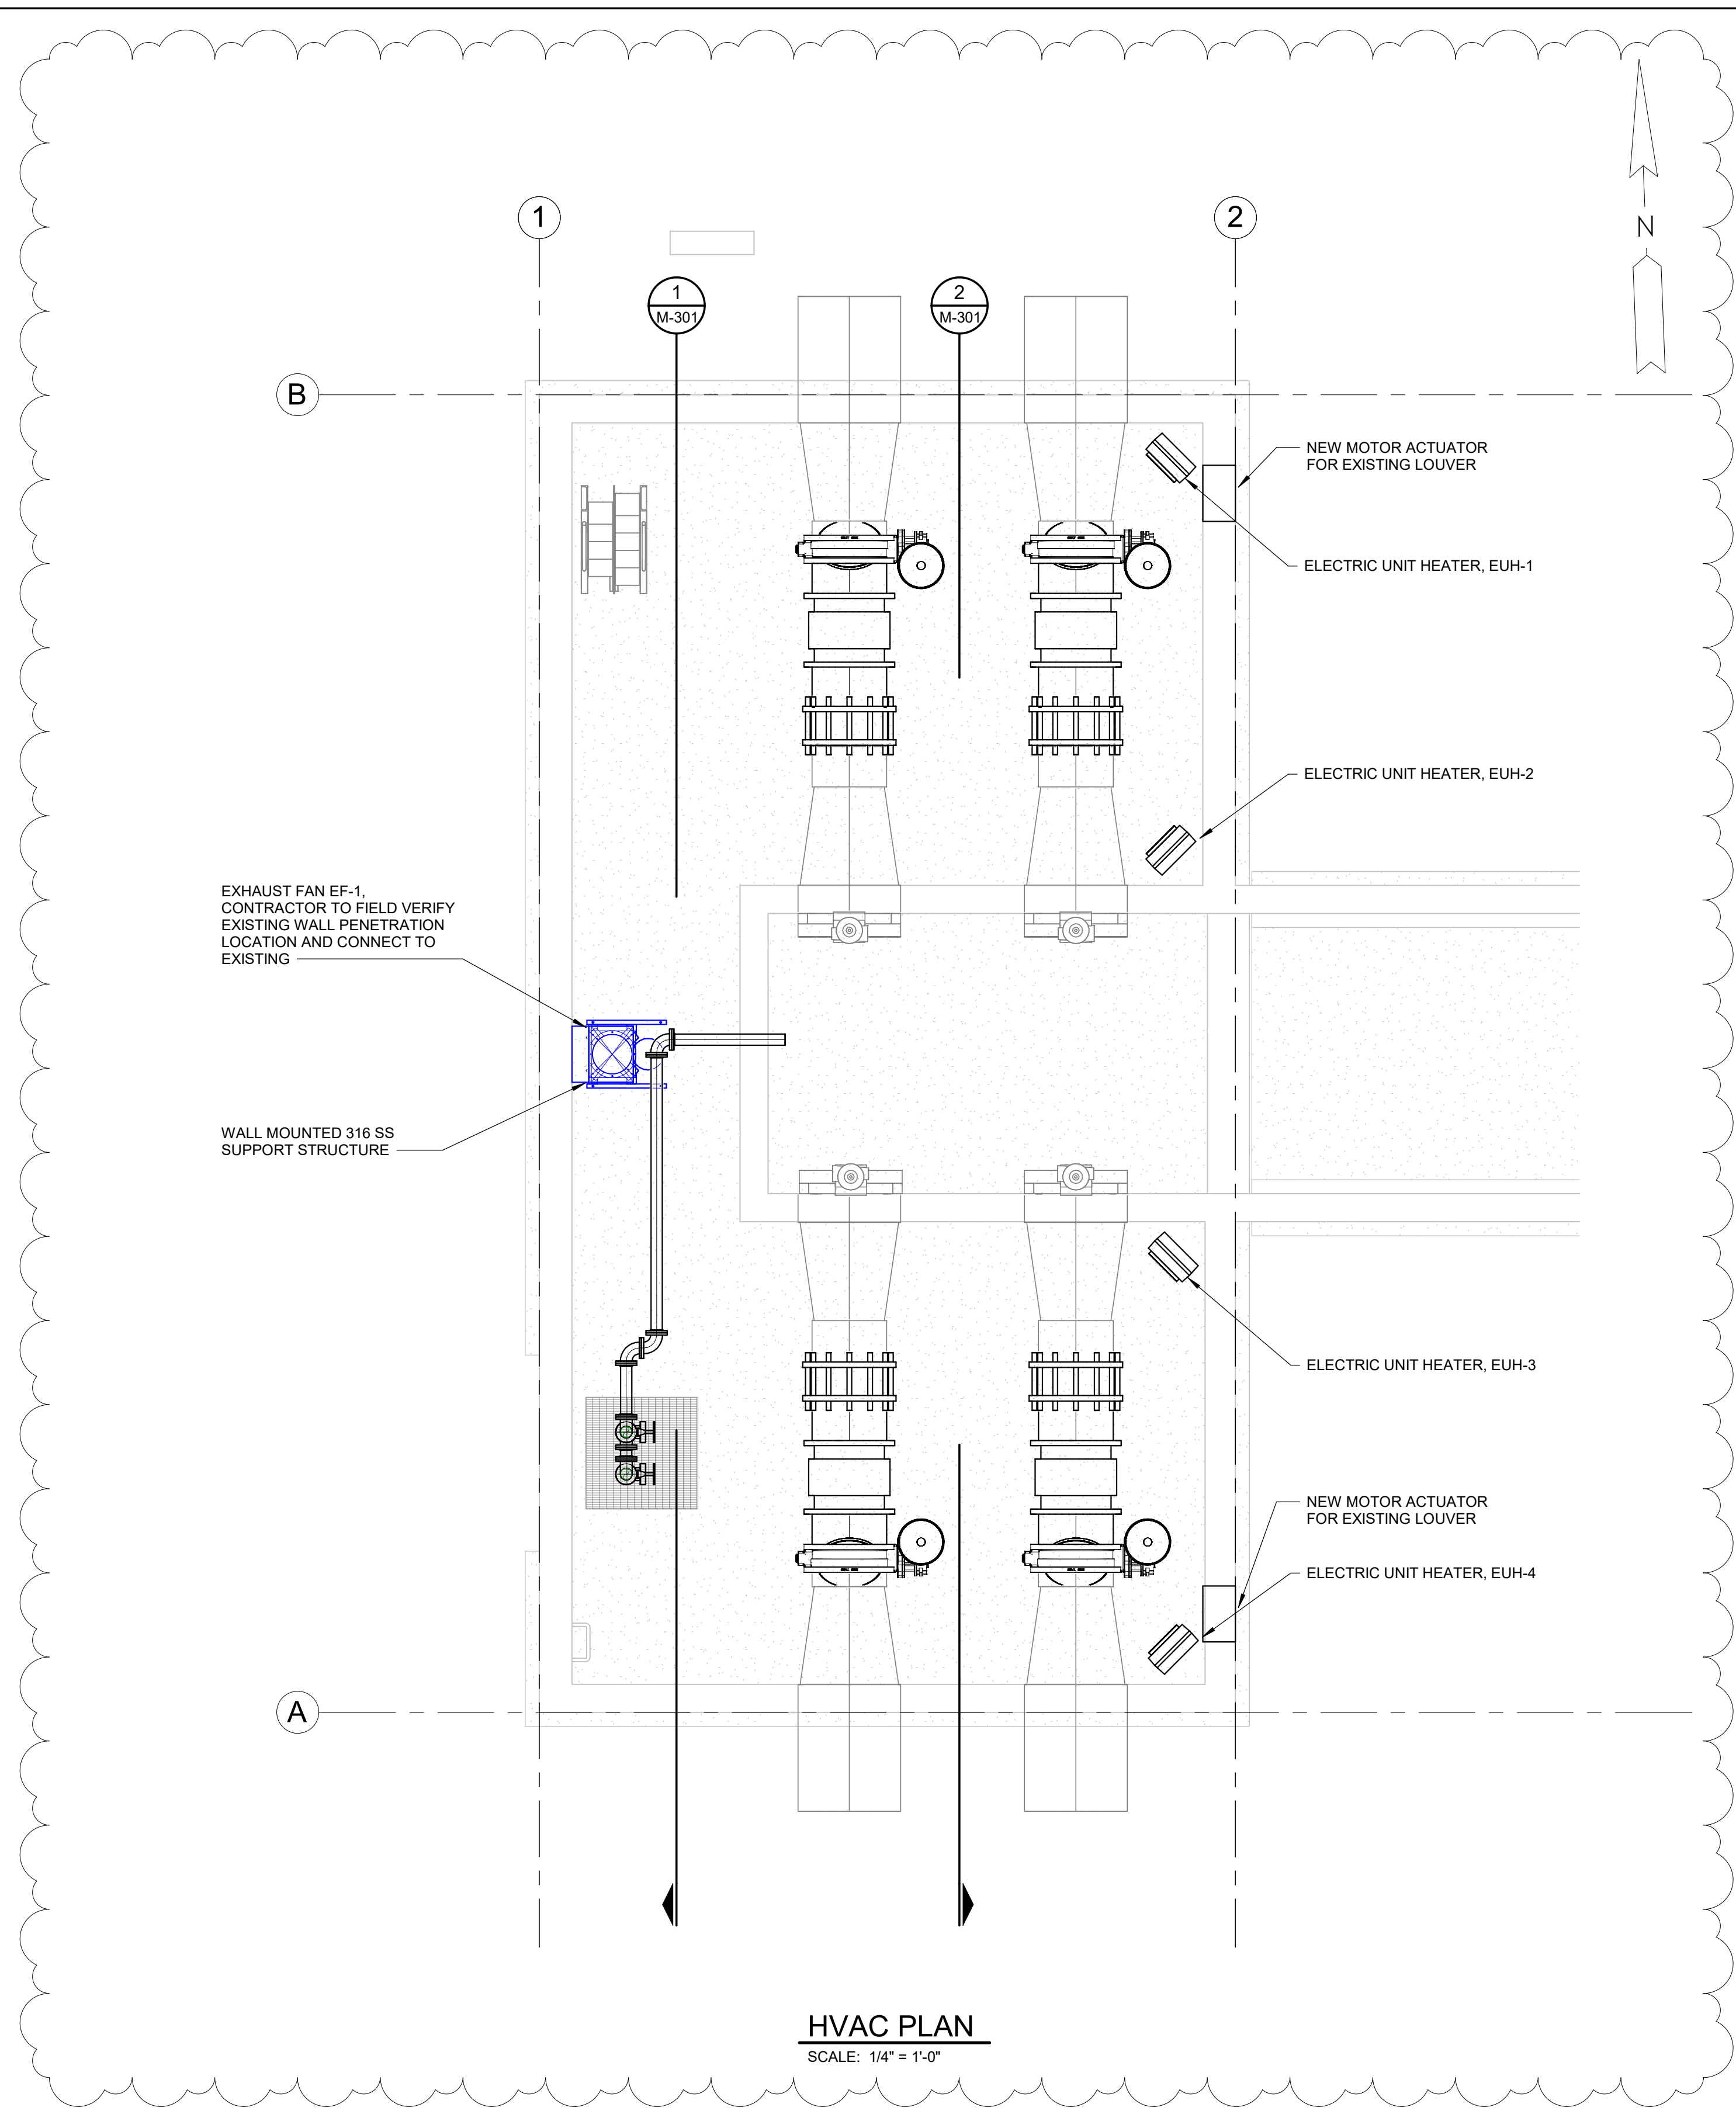 N
1
2
1
M-301
2
M-301
B
NEW MOTOR ACTUATOR
FOR EXISTING LOUVER
ELECTRIC UNIT HEATER, EUH-1
ELECTRIC UNIT HEATER, EUH-2
EXHAUST FAN EF-1,
CONTRACTOR TO FIELD VERIFY
EXISTING WALL PENETRATION
LOCATION AND CONNECT TO
EXISTING
WALL MOUNTED 316 SS
SUPPORT STRUCTURE
ELECTRIC UNIT HEATER, EUH-3
NEW MOTOR ACTUATOR
FOR EXISTING LOUVER
ELECTRIC UNIT HEATER, EUH-4
A
HVAC PLAN
SCALE: 1/4" = 1'-0"